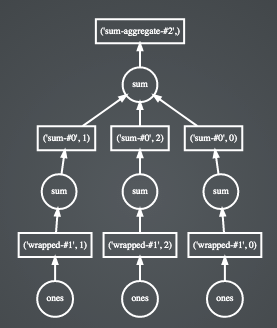 ('sum-aggregate-#2',)
sum
('sum-#0', 1)
('sum-#0', 2)
('sum-#0', 0)
sum
sum
sum
('wrapped-#1', 1)
('wrapped-#1', 2)
('wrapped-#1', 0)
ones
ones
ones